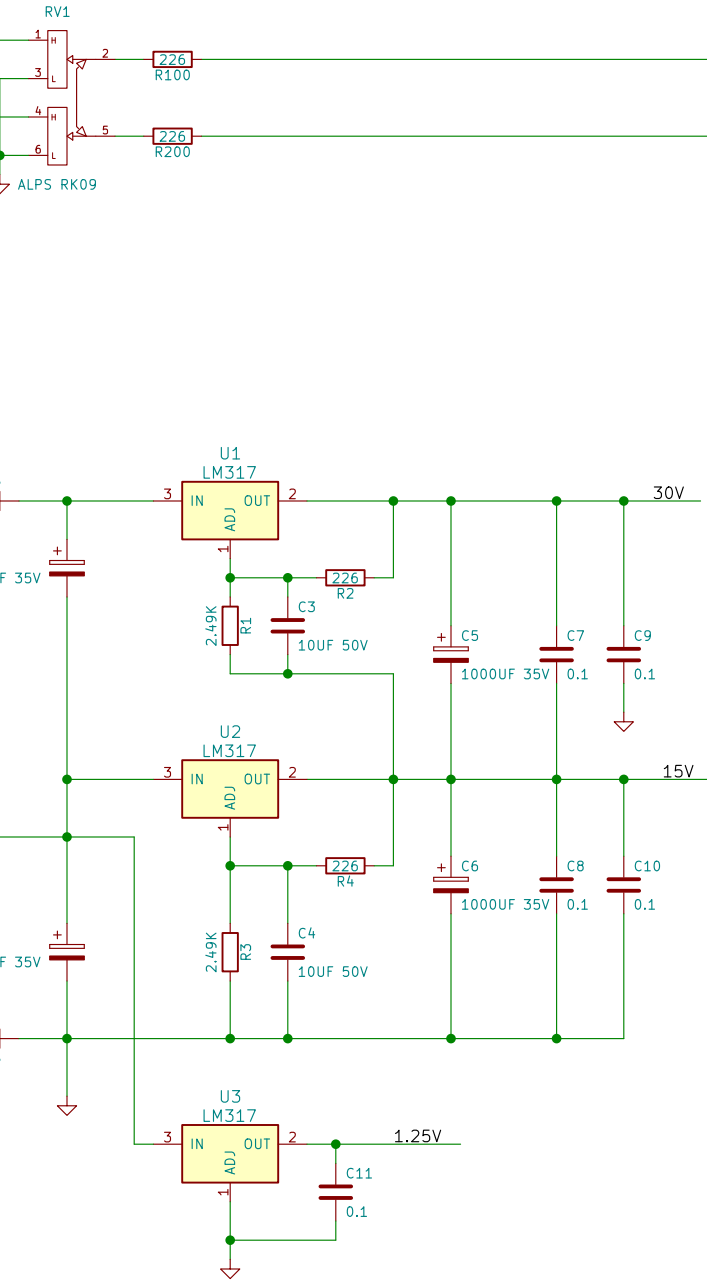 RV1
1
H
2
226
R100
3
L
4
H
5
226
R200
6
L
ALPS RK09
U1
LM317
3
IN
OUT
2
30V
ADJ
+
1
F 35V
226
R2
C3
2.49K
R1
10UF 50V
+
C5
1000UF 35V
C7
0.1
C9
0.1
U2
LM317
3
IN
OUT
2
15V
ADJ
1
226
R4
+
C6
1000UF 35V
C8
0.1
C10
0.1
+
F 35V
2.49K
R3
C4
10UF 50V
U3
LM317
3
IN
OUT
2
1.25V
ADJ
1
C11
0.1